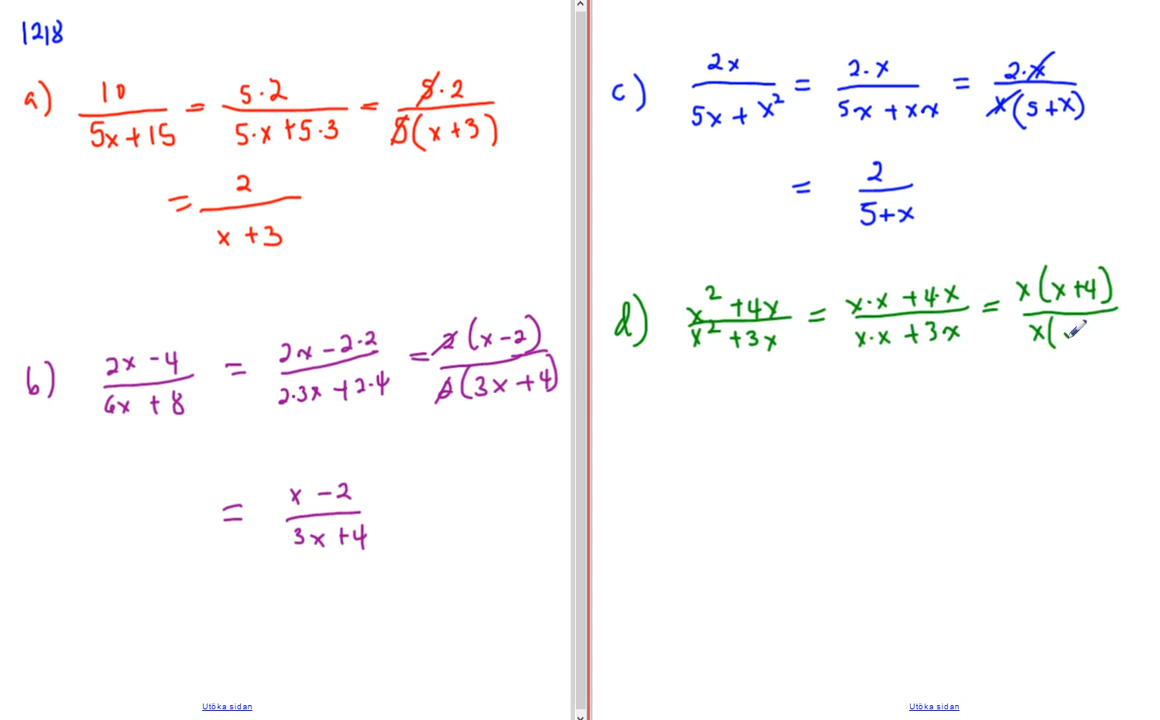 1218
a) 10/(5x+15) = (5·2)/(5·x+5·3) = (5·2)/(5(x+3))
= 2/(x+3)
b) (2x-4)/(6x+8) = (2x-2·2)/(2·3x+2·4) = (2(x-2))/(2(3x+4))
= (x-2)/(3x+4)
Utöka sidan
c) 2x/(5x+x²) = (2·x)/(5x+xx) = (2·x)/(x(5+x))
= 2/(5+x)
d) (x²+4x)/(x²+3x) = (x·x+4·x)/(x·x+3x) = (x(x+4))/(x(
Utöka sidan